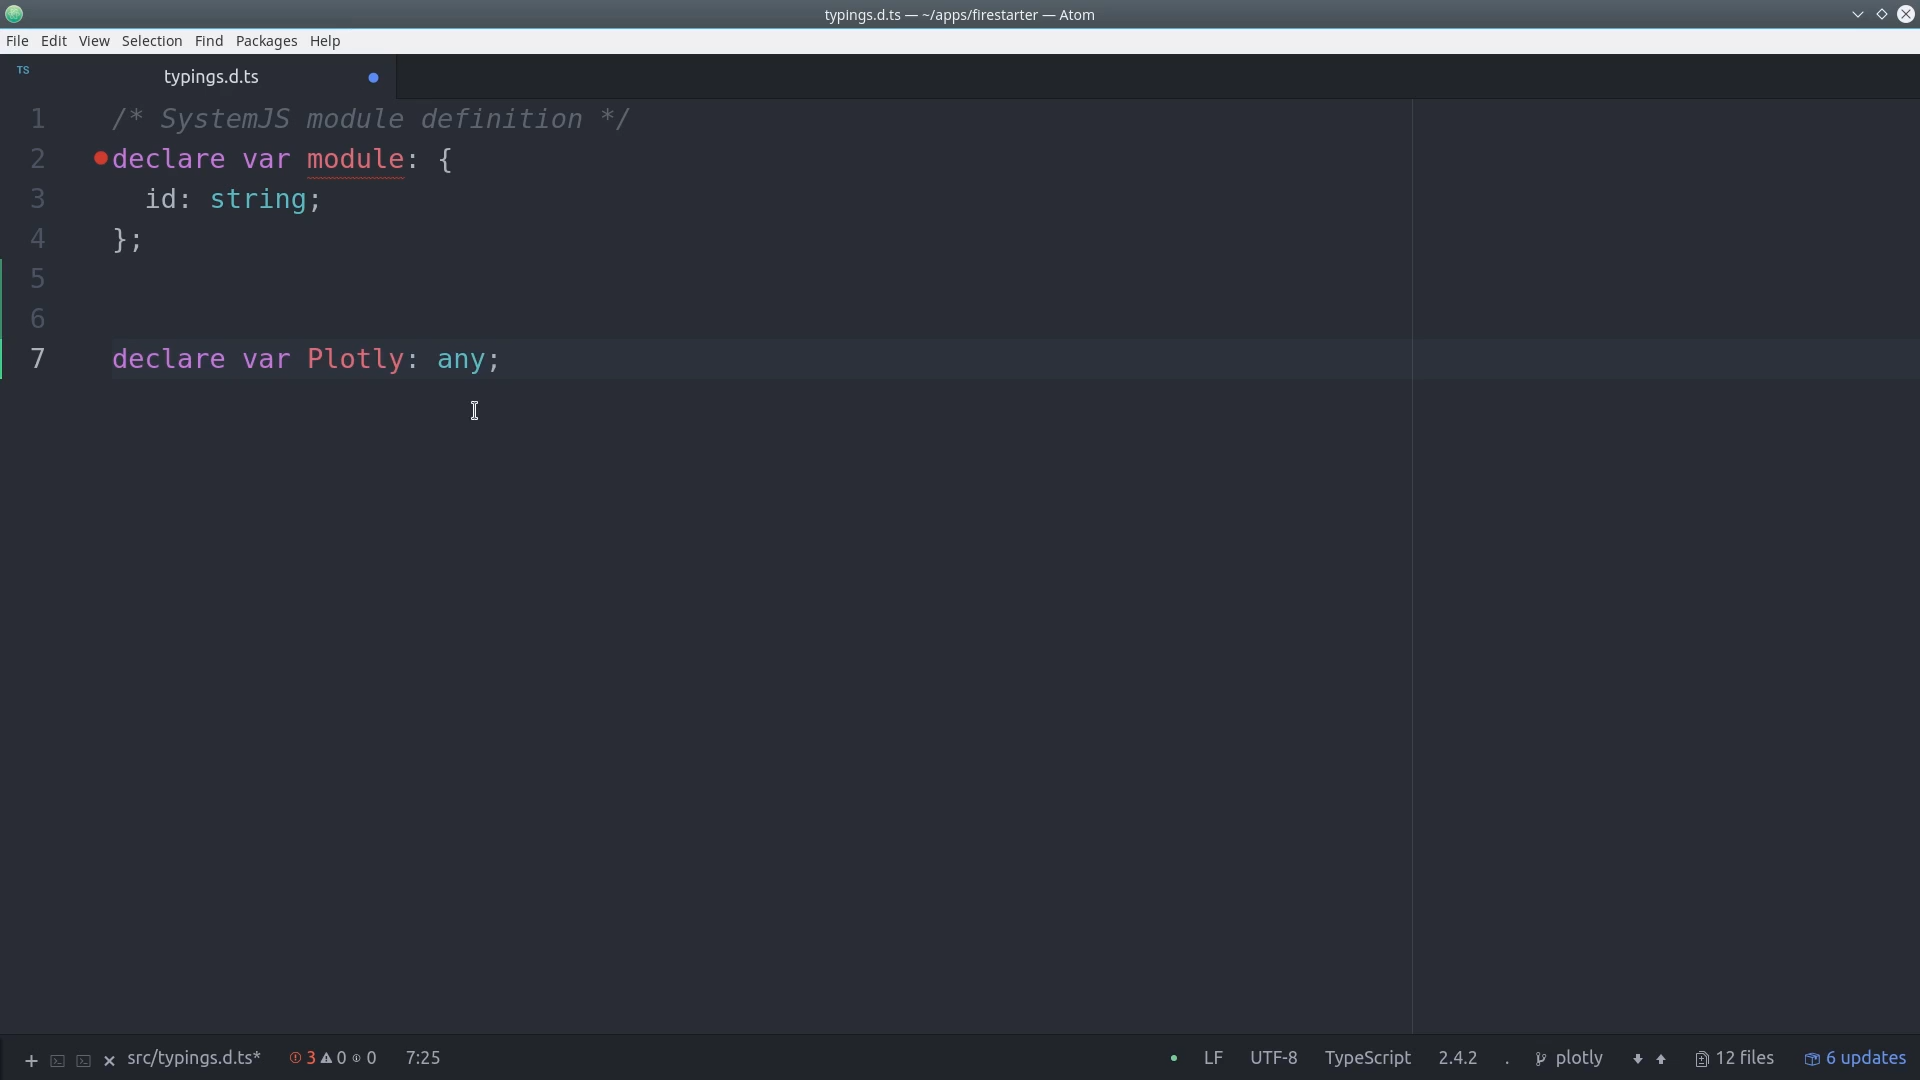 typings.d.ts — ~/apps/firestarter — Atom
File Edit View Selection Find Packages Help
TS typings.d.ts
1 /* SystemJS module definition */
2 declare var module: {
3 id: string;
4 };
5
6
7 declare var Plotly: any;
+ × src/typings.d.ts* 3 0 0 7:25 LF UTF-8 TypeScript 2.4.2 . plotly 12 files 6 updates